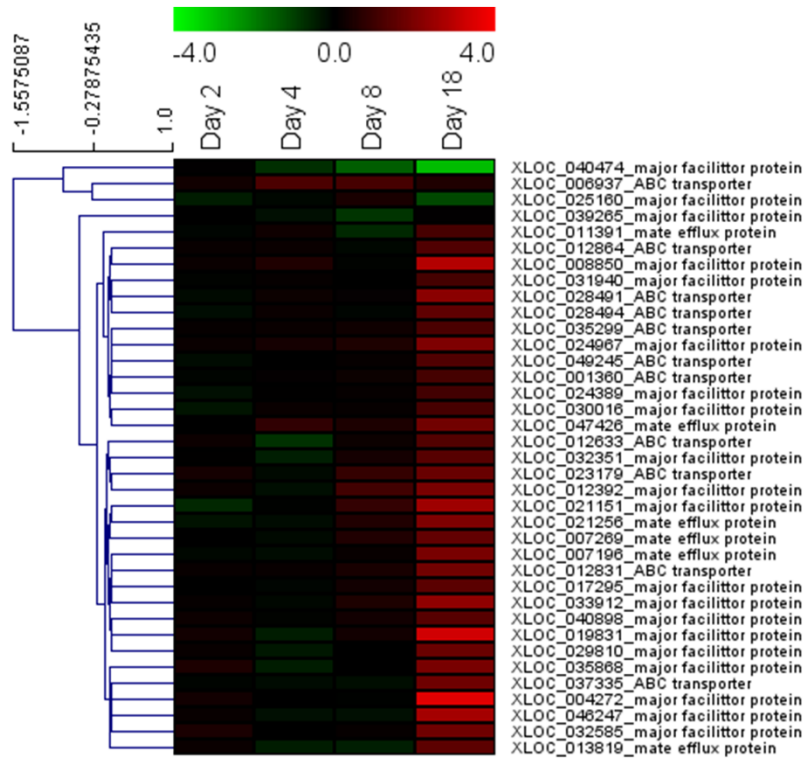 -4.0 0.0 4.0
-1.5575087 -0.27875435 1.0
Day 2 Day 4 Day 8 Day 18
XLOC_040474_major facilittor protein
XLOC_006937_ABC transporter
XLOC_025160_major facilittor protein
XLOC_039265_major facilittor protein
XLOC_011391_mate efflux protein
XLOC_012864_ABC transporter
XLOC_008850_major facilittor protein
XLOC_031940_major facilittor protein
XLOC_028491_ABC transporter
XLOC_028494_ABC transporter
XLOC_035299_ABC transporter
XLOC_024967_major facilittor protein
XLOC_049245_ABC transporter
XLOC_001360_ABC transporter
XLOC_024389_major facilittor protein
XLOC_030016_major facilittor protein
XLOC_047426_mate efflux protein
XLOC_012633_ABC transporter
XLOC_032351_major facilittor protein
XLOC_023179_ABC transporter
XLOC_012392_major facilittor protein
XLOC_021151_major facilittor protein
XLOC_021256_mate efflux protein
XLOC_007269_mate efflux protein
XLOC_007196_mate efflux protein
XLOC_012831_ABC transporter
XLOC_017295_major facilittor protein
XLOC_033912_major facilittor protein
XLOC_040898_major facilittor protein
XLOC_019831_major facilittor protein
XLOC_029810_major facilittor protein
XLOC_035868_major facilittor protein
XLOC_037335_ABC transporter
XLOC_004272_major facilittor protein
XLOC_046247_major facilittor protein
XLOC_032585_major facilittor protein
XLOC_013819_mate efflux protein